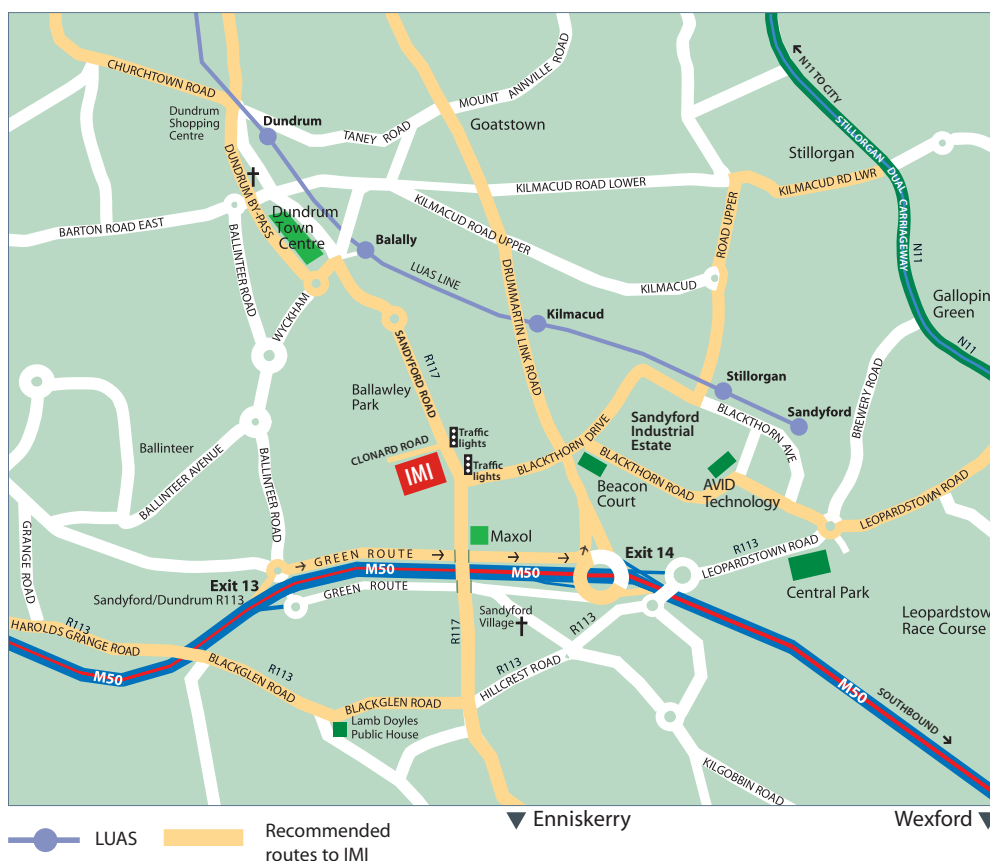 N11 TO CITY
CHURCHTOWN ROAD
MOUNT ANNVILLE ROAD
Dundrum
Shopping
Centre
Dundrum
TANEY ROAD
Goatstown
STILLORGAN DUAL CARRIAGEWAY
Stillorgan
DUNDRUM BY-PASS
KILMACUD ROAD LOWER
KILMACUD RD LWR
Dundrum
Town
Centre
BARTON ROAD EAST
BALLINTEER ROAD
KILMACUD ROAD UPPER
ROAD UPPER
Balally
N11
LUAS LINE
DRUMMARTIN LINK ROAD
KILMACUD
WYCKHAM
Gallopin
Green
Kilmacud
N11
SANDYFORD ROAD
R117
Stillorgan
BREWERY ROAD
Ballawley
Park
BLACKTHORN AVE
Sandyford
Sandyford
Industrial
Estate
BLACKTHORN DRIVE
Traffic
lights
CLONARD ROAD
Ballinteer
IMI
Traffic
lights
BALLINTEER AVENUE
BALLINTEER ROAD
BLACKTHORN ROAD
Beacon
Court
AVID
Technology
LEOPARDSTOWN ROAD
GRANGE ROAD
Maxol
GREEN ROUTE
Exit 14
R113
LEOPARDSTOWN ROAD
M50
M50
Exit 13
Sandyford/Dundrum R113
GREEN ROUTE
Central Park
Sandyford
Village
R113
Leopardstow
Race Course
R113
HAROLDS GRANGE ROAD
R117
R113
BLACKGLEN ROAD
R113
HILLCREST ROAD
M50
M50
SOUTHBOUND
BLACKGLEN ROAD
Lamb Doyles
Public House
KILGOBBIN ROAD
LUAS
Recommended
routes to IMI
Enniskerry
Wexford